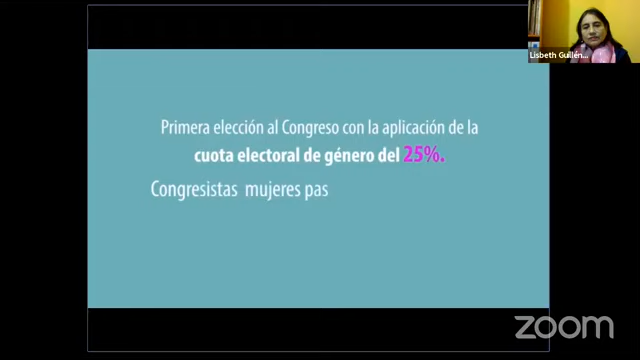 Lisbeth Guillén...
Primera elección al Congreso con la aplicación de la
cuota electoral de género del 25%.
Congresistas mujeres pas
zoom